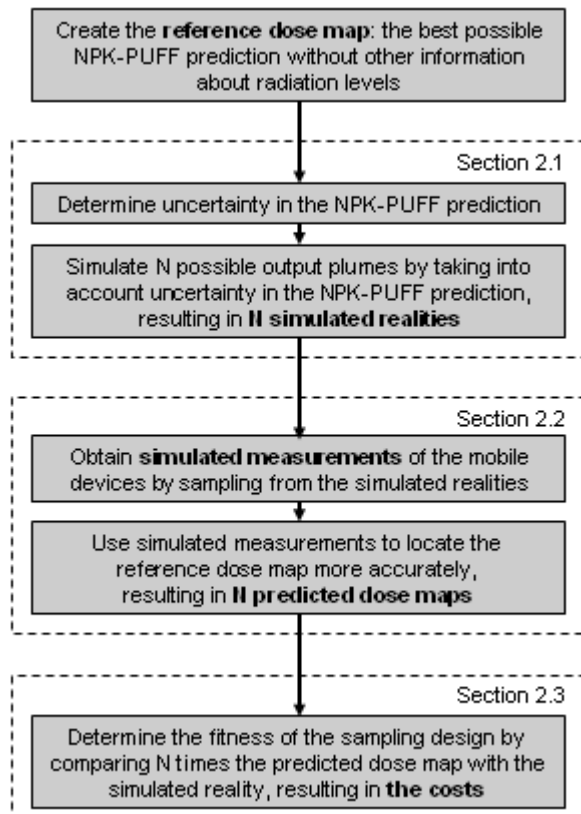 Create the reference dose map: the best possible
NPK-PUFF prediction without other information
about radiation levels
Section 2.1
Determine uncertainty in the NPK-PUFF prediction
Simulate N possible output plumes by taking into
account uncertainty in the NPK-PUFF prediction,
resulting in N simulated realities
Section 2.2
Obtain simulated measurements of the mobile
devices by sampling from the simulated realities
Use simulated measurements to locate the
reference dose map more accurately,
resulting in N predicted dose maps
Section 2.3
Determine the fitness of the sampling design by
comparing N times the predicted dose map with the
simulated reality, resulting in the costs